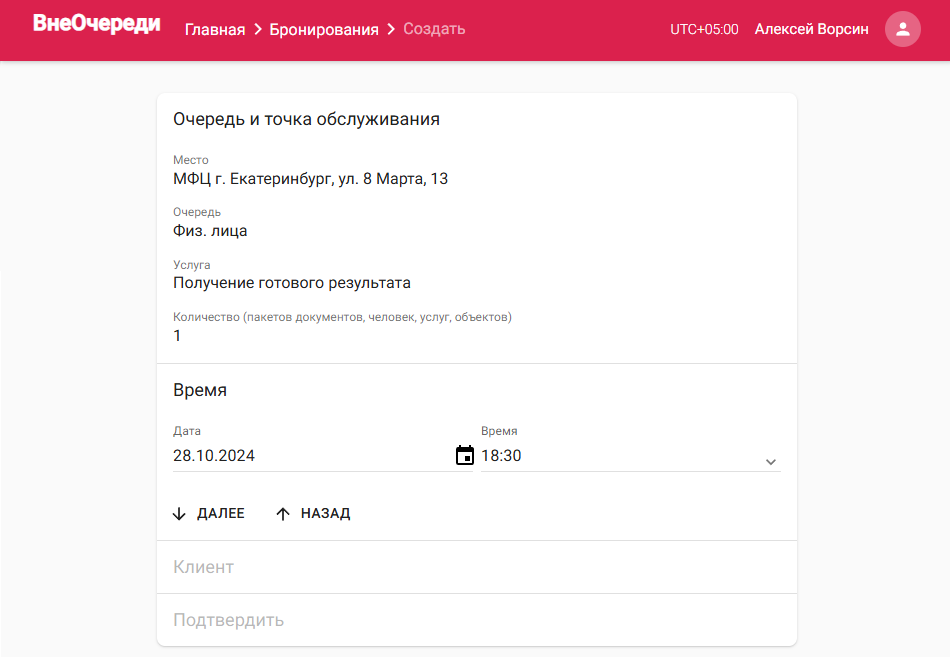 ВнеОчереди
Главная > Бронирования > Создать
UTC+05:00 Алексей Ворсин
Очередь и точка обслуживания
Место
МФЦ г. Екатеринбург, ул. 8 Марта, 13
Очередь
Физ. лица
Услуга
Получение готового результата
Количество (пакетов документов, человек, услуг, объектов)
1
Время
Дата
28.10.2024
Время
18:30
ДАЛЕЕ НАЗАД
Клиент
Подтвердить